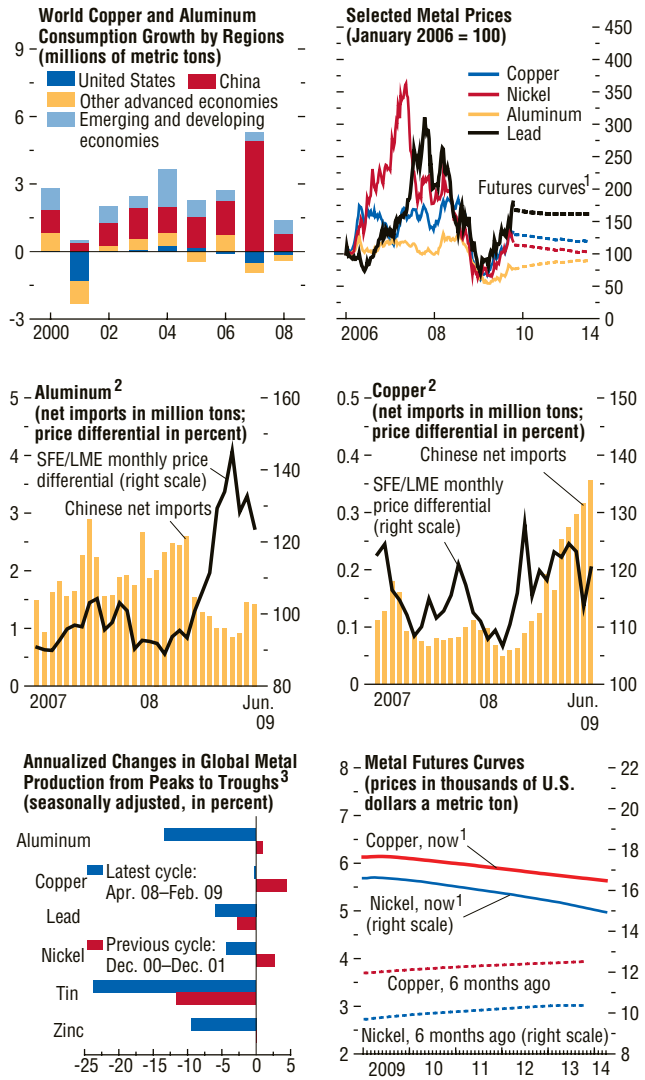 World Copper and Aluminum
Consumption Growth by Regions
(millions of metric tons)
9
6
3
0
-3
United States
China
Other advanced economies
Emerging and developing
economies
2000 02 04 06 08
Selected Metal Prices
(January 2006 = 100)
450
400
350
300
250
200
150
100
50
0
Copper
Nickel
Aluminum
Lead
Futures curves1
2006 08 10 14
Aluminum2
(net imports in million tons;
price differential in percent)
5
4
3
2
1
0
160
140
120
100
80
SFE/LME monthly price
differential (right scale)
Chinese net imports
2007 08 Jun.
09
Copper2
(net imports in million tons;
price differential in percent)
0.5
0.4
0.3
0.2
0.1
0
150
140
130
120
110
100
Chinese net imports
SFE/LME monthly
price differential
(right scale)
2007 08 Jun.
09
Annualized Changes in Global Metal
Production from Peaks to Troughs3
(seasonally adjusted, in percent)
Aluminum
Copper
Lead
Nickel
Tin
Zinc
Latest cycle:
Apr. 08–Feb. 09
Previous cycle:
Dec. 00–Dec. 01
-25 -20 -15 -10 -5 0 5
Metal Futures Curves
(prices in thousands of U.S.
dollars a metric ton)
8
7
6
5
4
3
2
22
20
18
16
14
12
10
8
Copper, now1
Nickel, now1
(right scale)
Copper, 6 months ago
Nickel, 6 months ago (right scale)
2009 10 11 12 13 14